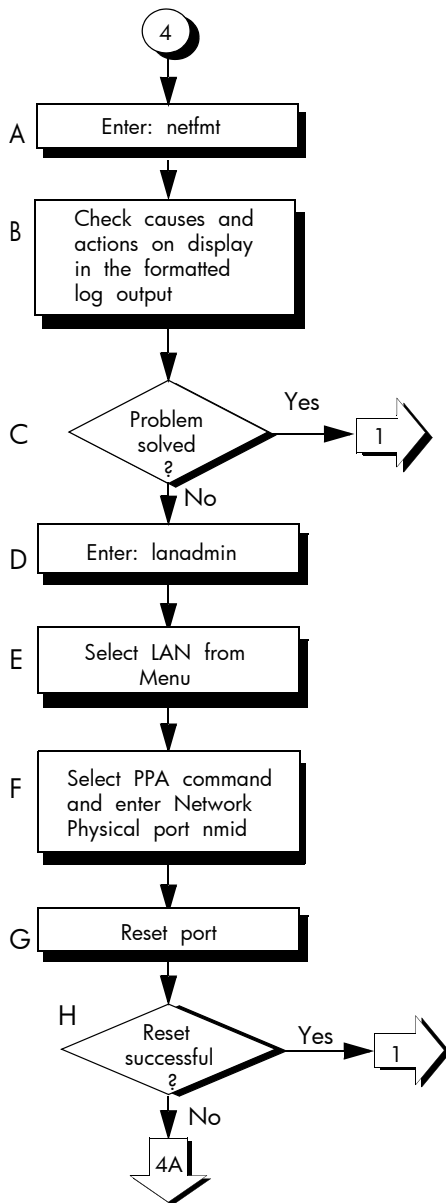 4
A
Enter: netfmt
B
Check causes and
actions on display
in the formatted
log output
C
Problem
solved
?
Yes
1
No
D
Enter: lanadmin
E
Select LAN from
Menu
F
Select PPA command
and enter Network
Physical port nmid
G
Reset port
H
Reset
successful
?
Yes
1
No
4A